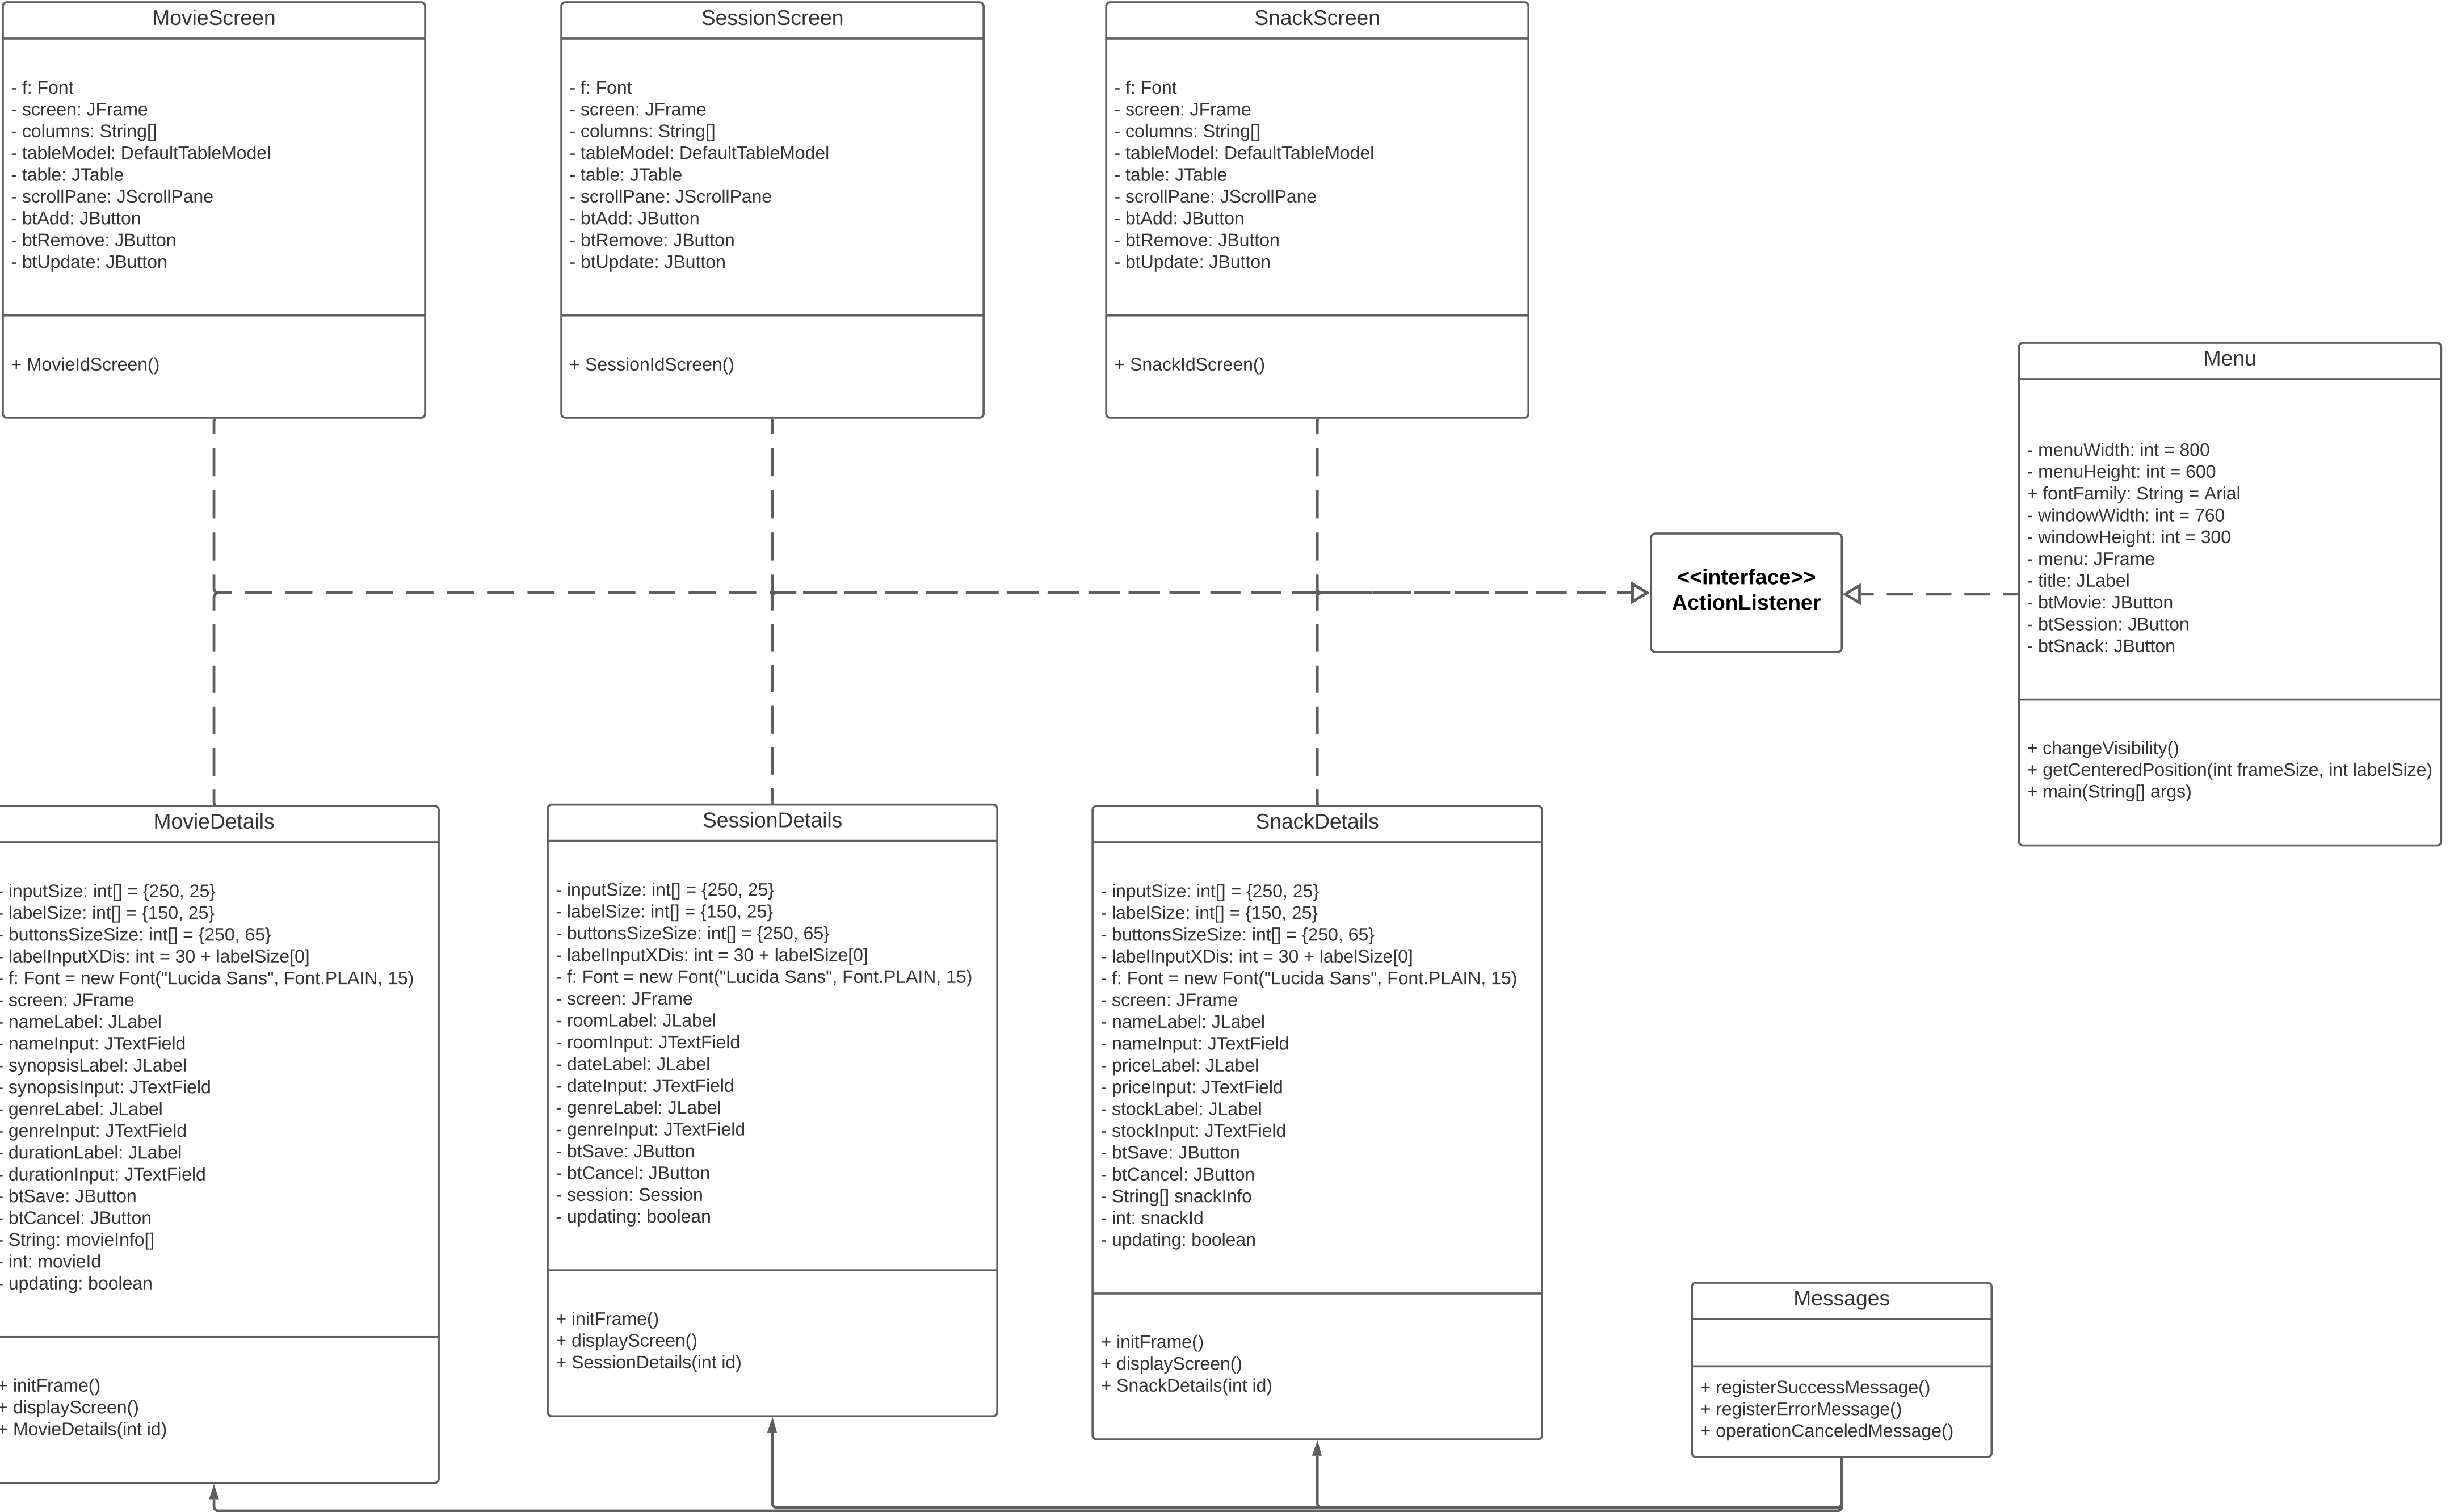 MovieScreen
- f: Font
- screen: JFrame
- columns: String[]
- tableModel: DefaultTableModel
- table: JTable
- scrollPane: JScrollPane
- btAdd: JButton
- btRemove: JButton
- btUpdate: JButton
+ MovieIdScreen()
SessionScreen
- f: Font
- screen: JFrame
- columns: String[]
- tableModel: DefaultTableModel
- table: JTable
- scrollPane: JScrollPane
- btAdd: JButton
- btRemove: JButton
- btUpdate: JButton
+ SessionIdScreen()
SnackScreen
- f: Font
- screen: JFrame
- columns: String[]
- tableModel: DefaultTableModel
- table: JTable
- scrollPane: JScrollPane
- btAdd: JButton
- btRemove: JButton
- btUpdate: JButton
+ SnackIdScreen()
<<interface>>
ActionListener
Menu
- menuWidth: int = 800
- menuHeight: int = 600
+ fontFamily: String = Arial
- windowWidth: int = 760
- windowHeight: int = 300
- menu: JFrame
- title: JLabel
- btMovie: JButton
- btSession: JButton
- btSnack: JButton
+ changeVisibility()
+ getCenteredPosition(int frameSize, int labelSize)
+ main(String[] args)
MovieDetails
- inputSize: int[] = {250, 25}
- labelSize: int[] = {150, 25}
- buttonsSizeSize: int[] = {250, 65}
- labelInputXDis: int = 30 + labelSize[0]
- f: Font = new Font("Lucida Sans", Font.PLAIN, 15)
- screen: JFrame
- nameLabel: JLabel
- nameInput: JTextField
- synopsisLabel: JLabel
- synopsisInput: JTextField
- genreLabel: JLabel
- genreInput: JTextField
- durationLabel: JLabel
- durationInput: JTextField
- btSave: JButton
- btCancel: JButton
- String: movieInfo[]
- int: movieId
- updating: boolean
+ initFrame()
+ displayScreen()
+ MovieDetails(int id)
SessionDetails
- inputSize: int[] = {250, 25}
- labelSize: int[] = {150, 25}
- buttonsSizeSize: int[] = {250, 65}
- labelInputXDis: int = 30 + labelSize[0]
- f: Font = new Font("Lucida Sans", Font.PLAIN, 15)
- screen: JFrame
- roomLabel: JLabel
- roomInput: JTextField
- dateLabel: JLabel
- dateInput: JTextField
- genreLabel: JLabel
- genreInput: JTextField
- btSave: JButton
- btCancel: JButton
- session: Session
- updating: boolean
+ initFrame()
+ displayScreen()
+ SessionDetails(int id)
SnackDetails
- inputSize: int[] = {250, 25}
- labelSize: int[] = {150, 25}
- buttonsSizeSize: int[] = {250, 65}
- labelInputXDis: int = 30 + labelSize[0]
- f: Font = new Font("Lucida Sans", Font.PLAIN, 15)
- screen: JFrame
- nameLabel: JLabel
- nameInput: JTextField
- priceLabel: JLabel
- priceInput: JTextField
- stockLabel: JLabel
- stockInput: JTextField
- btSave: JButton
- btCancel: JButton
- String[] snackInfo
- int: snackId
- updating: boolean
+ initFrame()
+ displayScreen()
+ SnackDetails(int id)
Messages
+ registerSuccessMessage()
+ registerErrorMessage()
+ operationCanceledMessage()